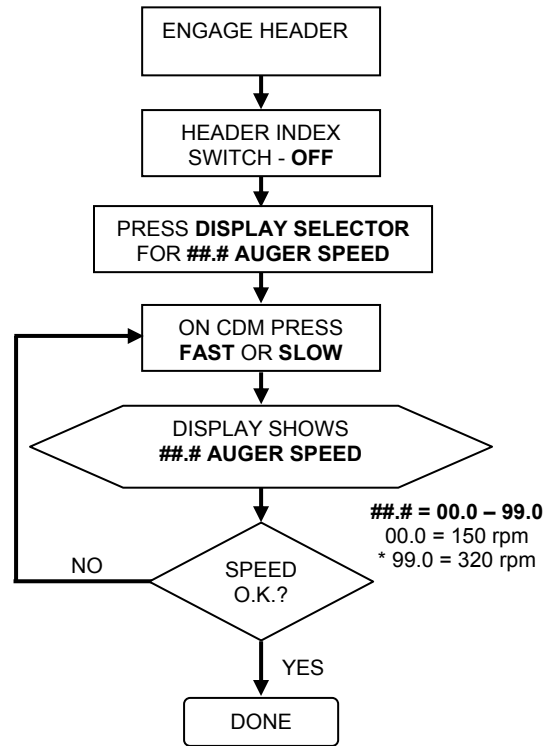 ENGAGE HEADER
HEADER INDEX
SWITCH - OFF
PRESS DISPLAY SELECTOR
FOR ##.# AUGER SPEED
ON CDM PRESS
FAST OR SLOW
DISPLAY SHOWS
##.# AUGER SPEED
##.# = 00.0 – 99.0
00.0 = 150 rpm
* 99.0 = 320 rpm
NO
SPEED
O.K.?
YES
DONE